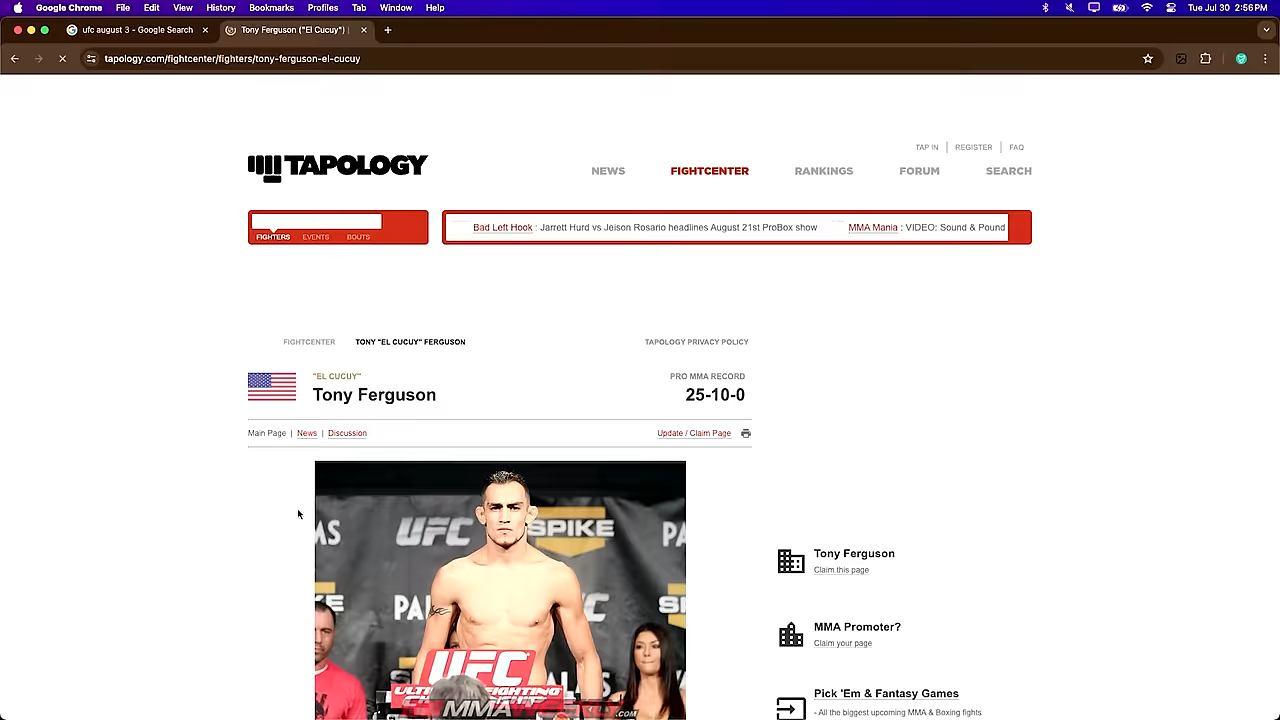 Google Chrome File Edit View History Bookmarks Profiles Tab Window Help Tue Jul 30 2:56 PM
ufc august 3 - Google Search
Tony Ferguson ("El Cucuy") |
tapology.com/fightcenter/fighters/tony-ferguson-el-cucuy
TAP IN | REGISTER | FAQ
TAPOLOGY
NEWS FIGHTCENTER RANKINGS FORUM SEARCH
FIGHTERS EVENTS BOUTS
Bad Left Hook : Jarrett Hurd vs Jeison Rosario headlines August 21st ProBox show
MMA Mania : VIDEO: Sound & Pound
FIGHTCENTER TONY "EL CUCUY" FERGUSON TAPOLOGY PRIVACY POLICY
"EL CUCUY"
Tony Ferguson
PRO MMA RECORD
25-10-0
Main Page | News | Discussion
Update / Claim Page
UFC
SPIKE
UFC
ULTIMATE FIGHTING
CHAMPIONSHIP
MMA
.COM
Tony Ferguson
Claim this page
MMA Promoter?
Claim your page
Pick 'Em & Fantasy Games
- All the biggest upcoming MMA & Boxing fights